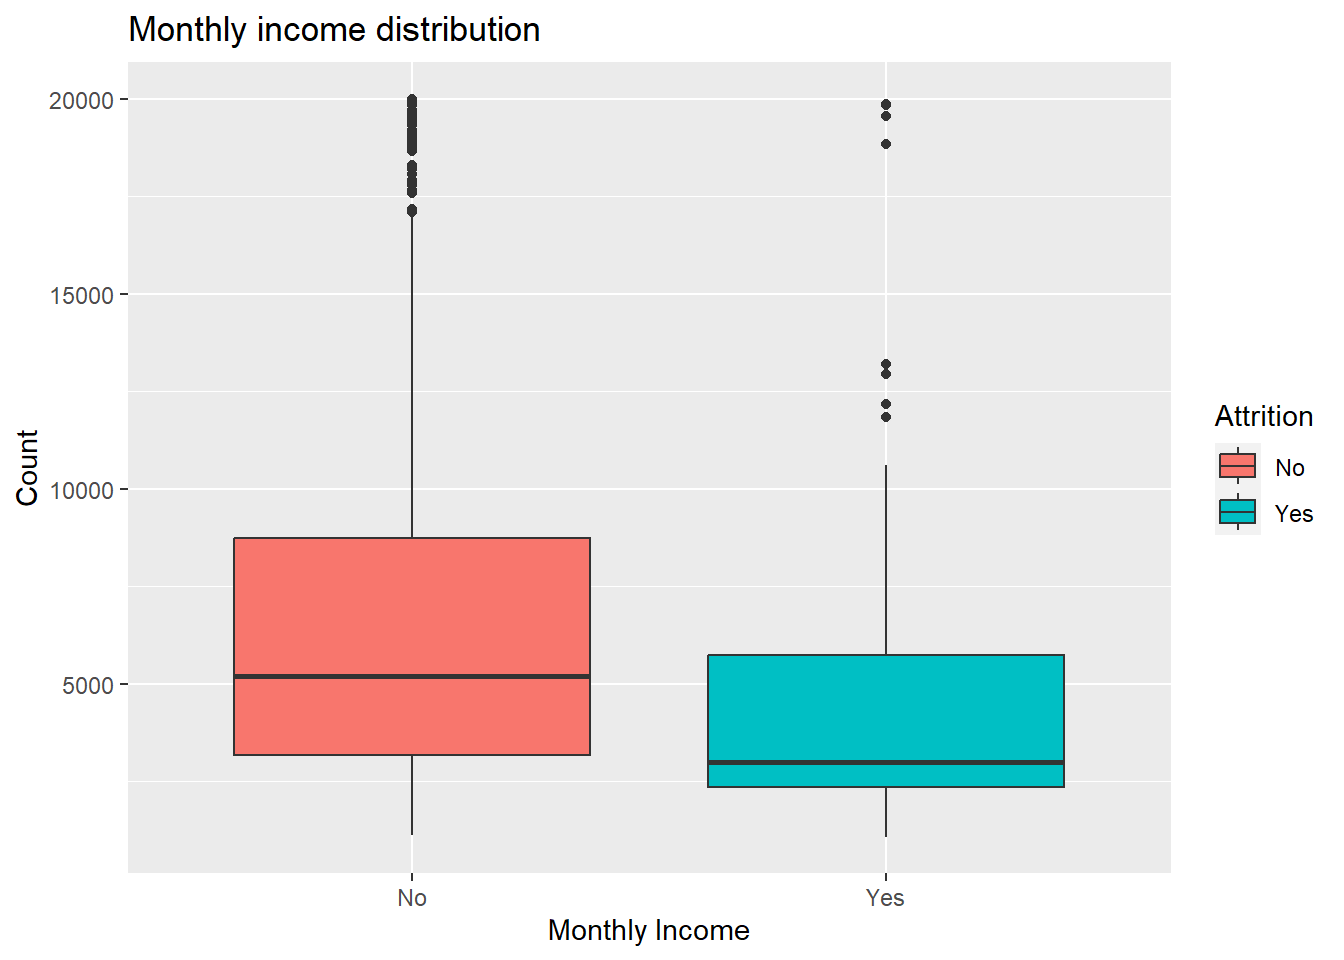 Monthly income distribution
20000
15000
10000
5000
Count
No
Yes
Monthly Income
Attrition
No
Yes